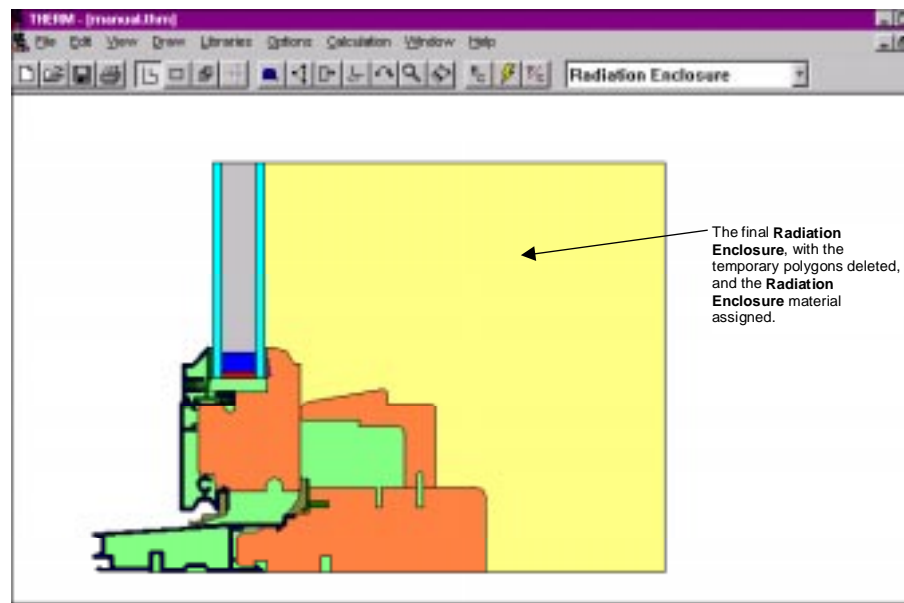 THERM - [manual.thm]
File Edit View Draw Libraries Options Calculation Window Help
Radiation Enclosure
The final Radiation
Enclosure, with the
temporary polygons deleted,
and the Radiation
Enclosure material
assigned.